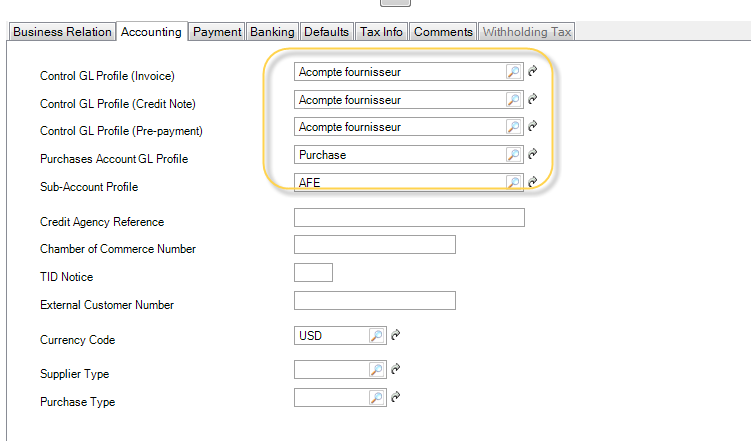 Business Relation Accounting Payment Banking Defaults Tax Info Comments Withholding Tax
Control GL Profile (Invoice) Acompte fournisseur
Control GL Profile (Credit Note) Acompte fournisseur
Control GL Profile (Pre-payment) Acompte fournisseur
Purchases Account GL Profile Purchase
Sub-Account Profile AFE
Credit Agency Reference
Chamber of Commerce Number
TID Notice
External Customer Number
Currency Code USD
Supplier Type
Purchase Type